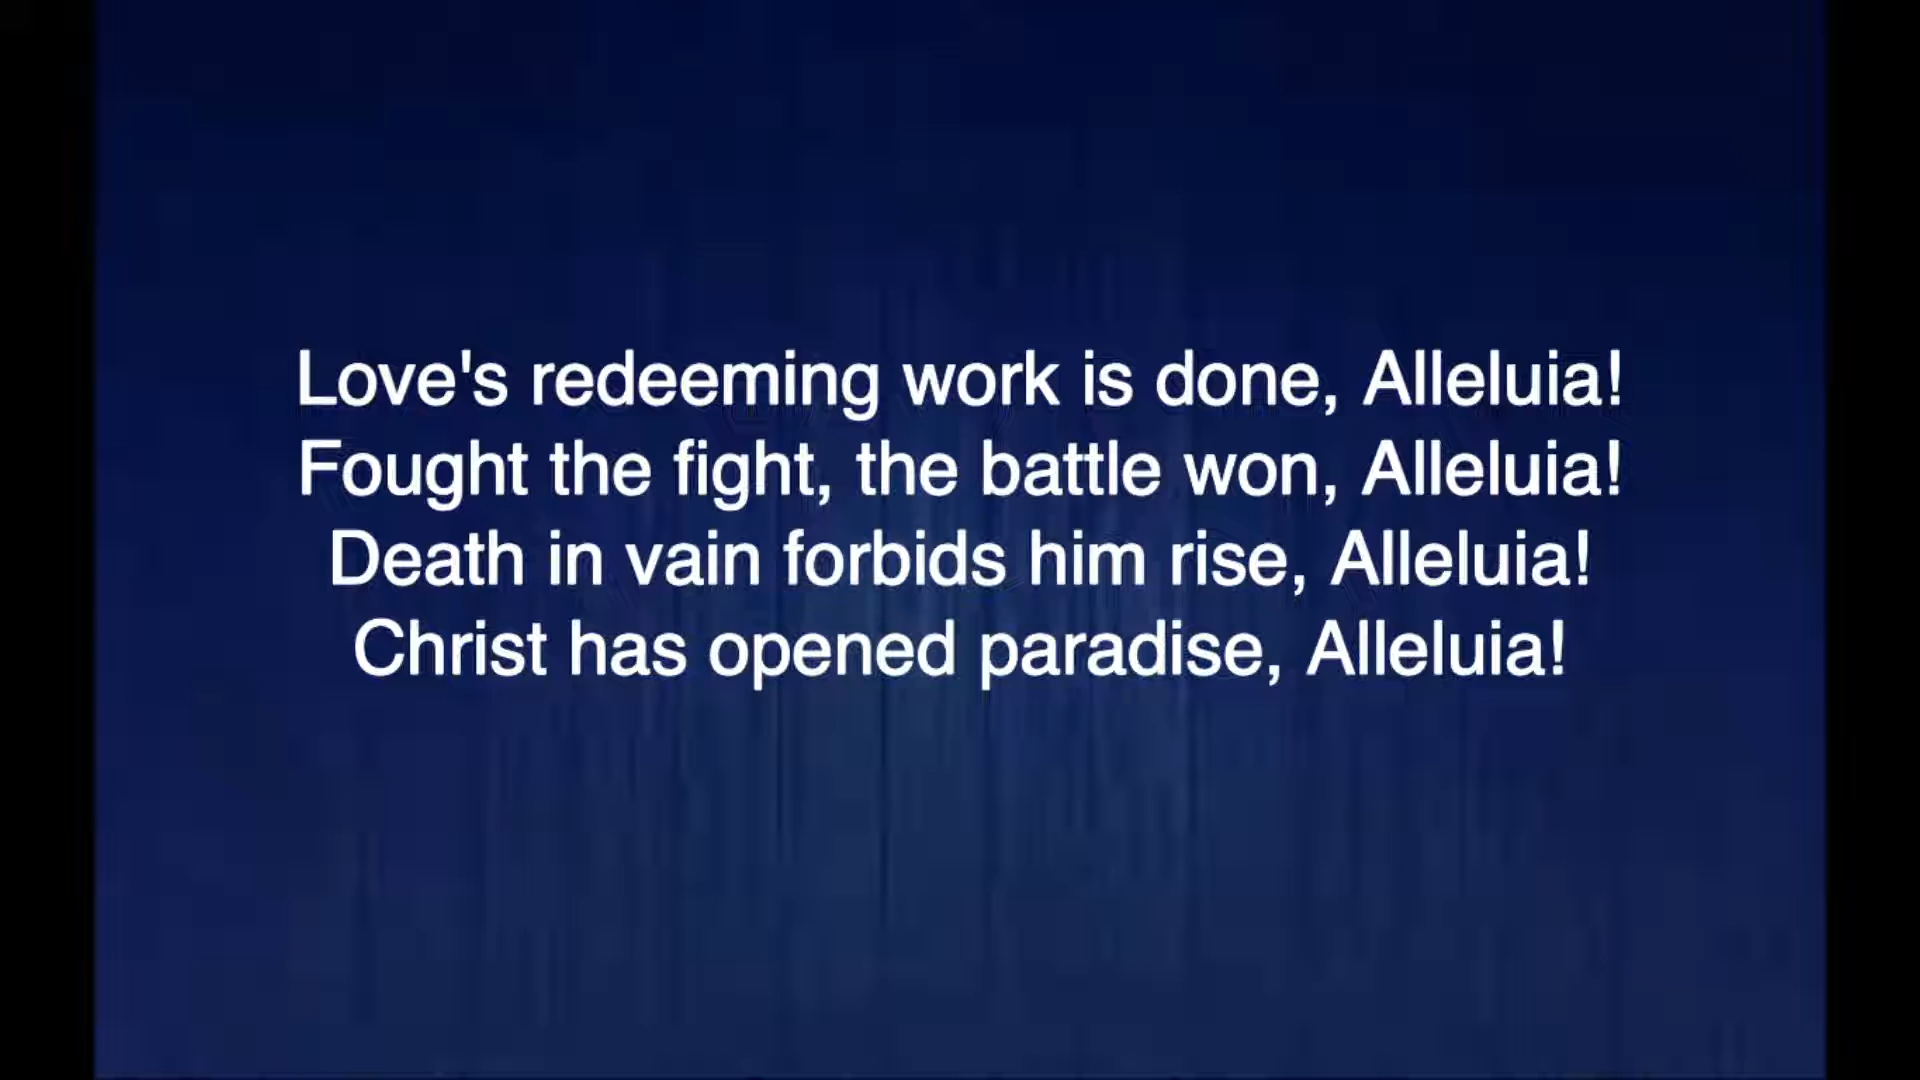 Love's redeeming work is done, Alleluia!
Fought the fight, the battle won, Alleluia!
Death in vain forbids him rise, Alleluia!
Christ has opened paradise, Alleluia!